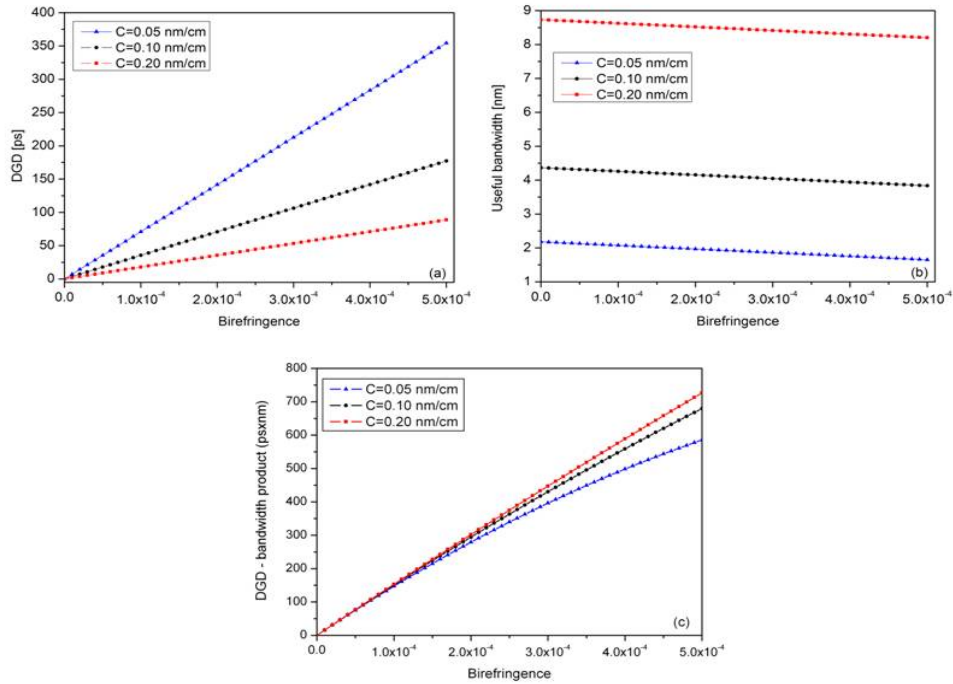 C=0.05 nm/cm
C=0.10 nm/cm
C=0.20 nm/cm
DGD [ps]
400
350
300
250
200
150
100
50
0
(a)
0.0 1.0x10⁻⁴ 2.0x10⁻⁴ 3.0x10⁻⁴ 4.0x10⁻⁴ 5.0x10⁻⁴
Birefringence
Useful bandwidth [nm]
9
8
7
6
5
4
3
2
1
C=0.05 nm/cm
C=0.10 nm/cm
C=0.20 nm/cm
(b)
0.0 1.0x10⁻⁴ 2.0x10⁻⁴ 3.0x10⁻⁴ 4.0x10⁻⁴ 5.0x10⁻⁴
Birefringence
DGD - bandwidth product (psxnm)
800
700
600
500
400
300
200
100
0
C=0.05 nm/cm
C=0.10 nm/cm
C=0.20 nm/cm
(c)
0.0 1.0x10⁻⁴ 2.0x10⁻⁴ 3.0x10⁻⁴ 4.0x10⁻⁴ 5.0x10⁻⁴
Birefringence